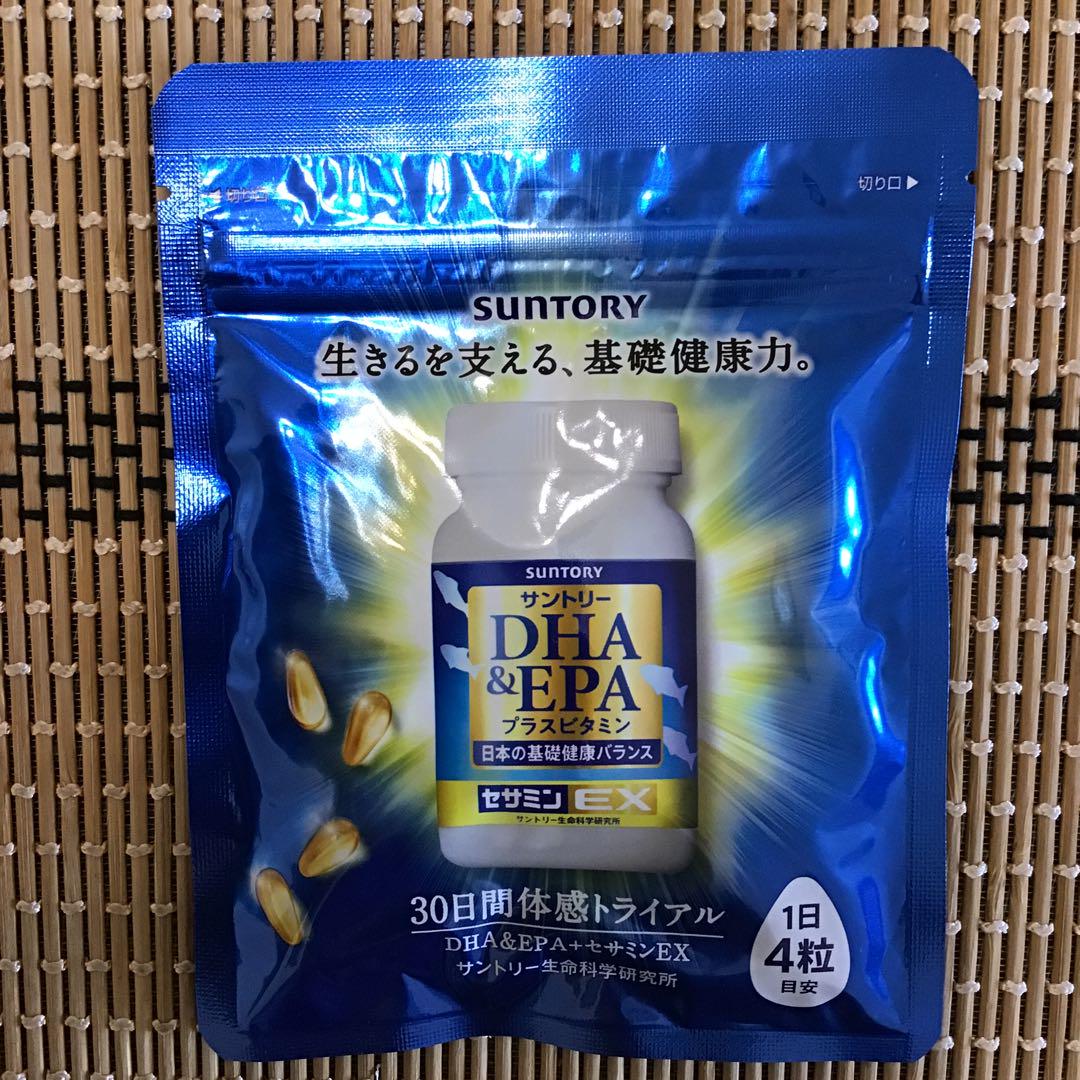 切り口
切り口▶
SUNTORY
生きるを支える、基礎健康力。
SUNTORY
サントリー
DHA
&EPA
プラスビタミン
日本の基礎健康バランス
セサミンEX
サントリー生命科学研究所
30日間体感トライアル
DHA&EPA+セサミンEX
サントリー生命科学研究所
1日
4粒
目安